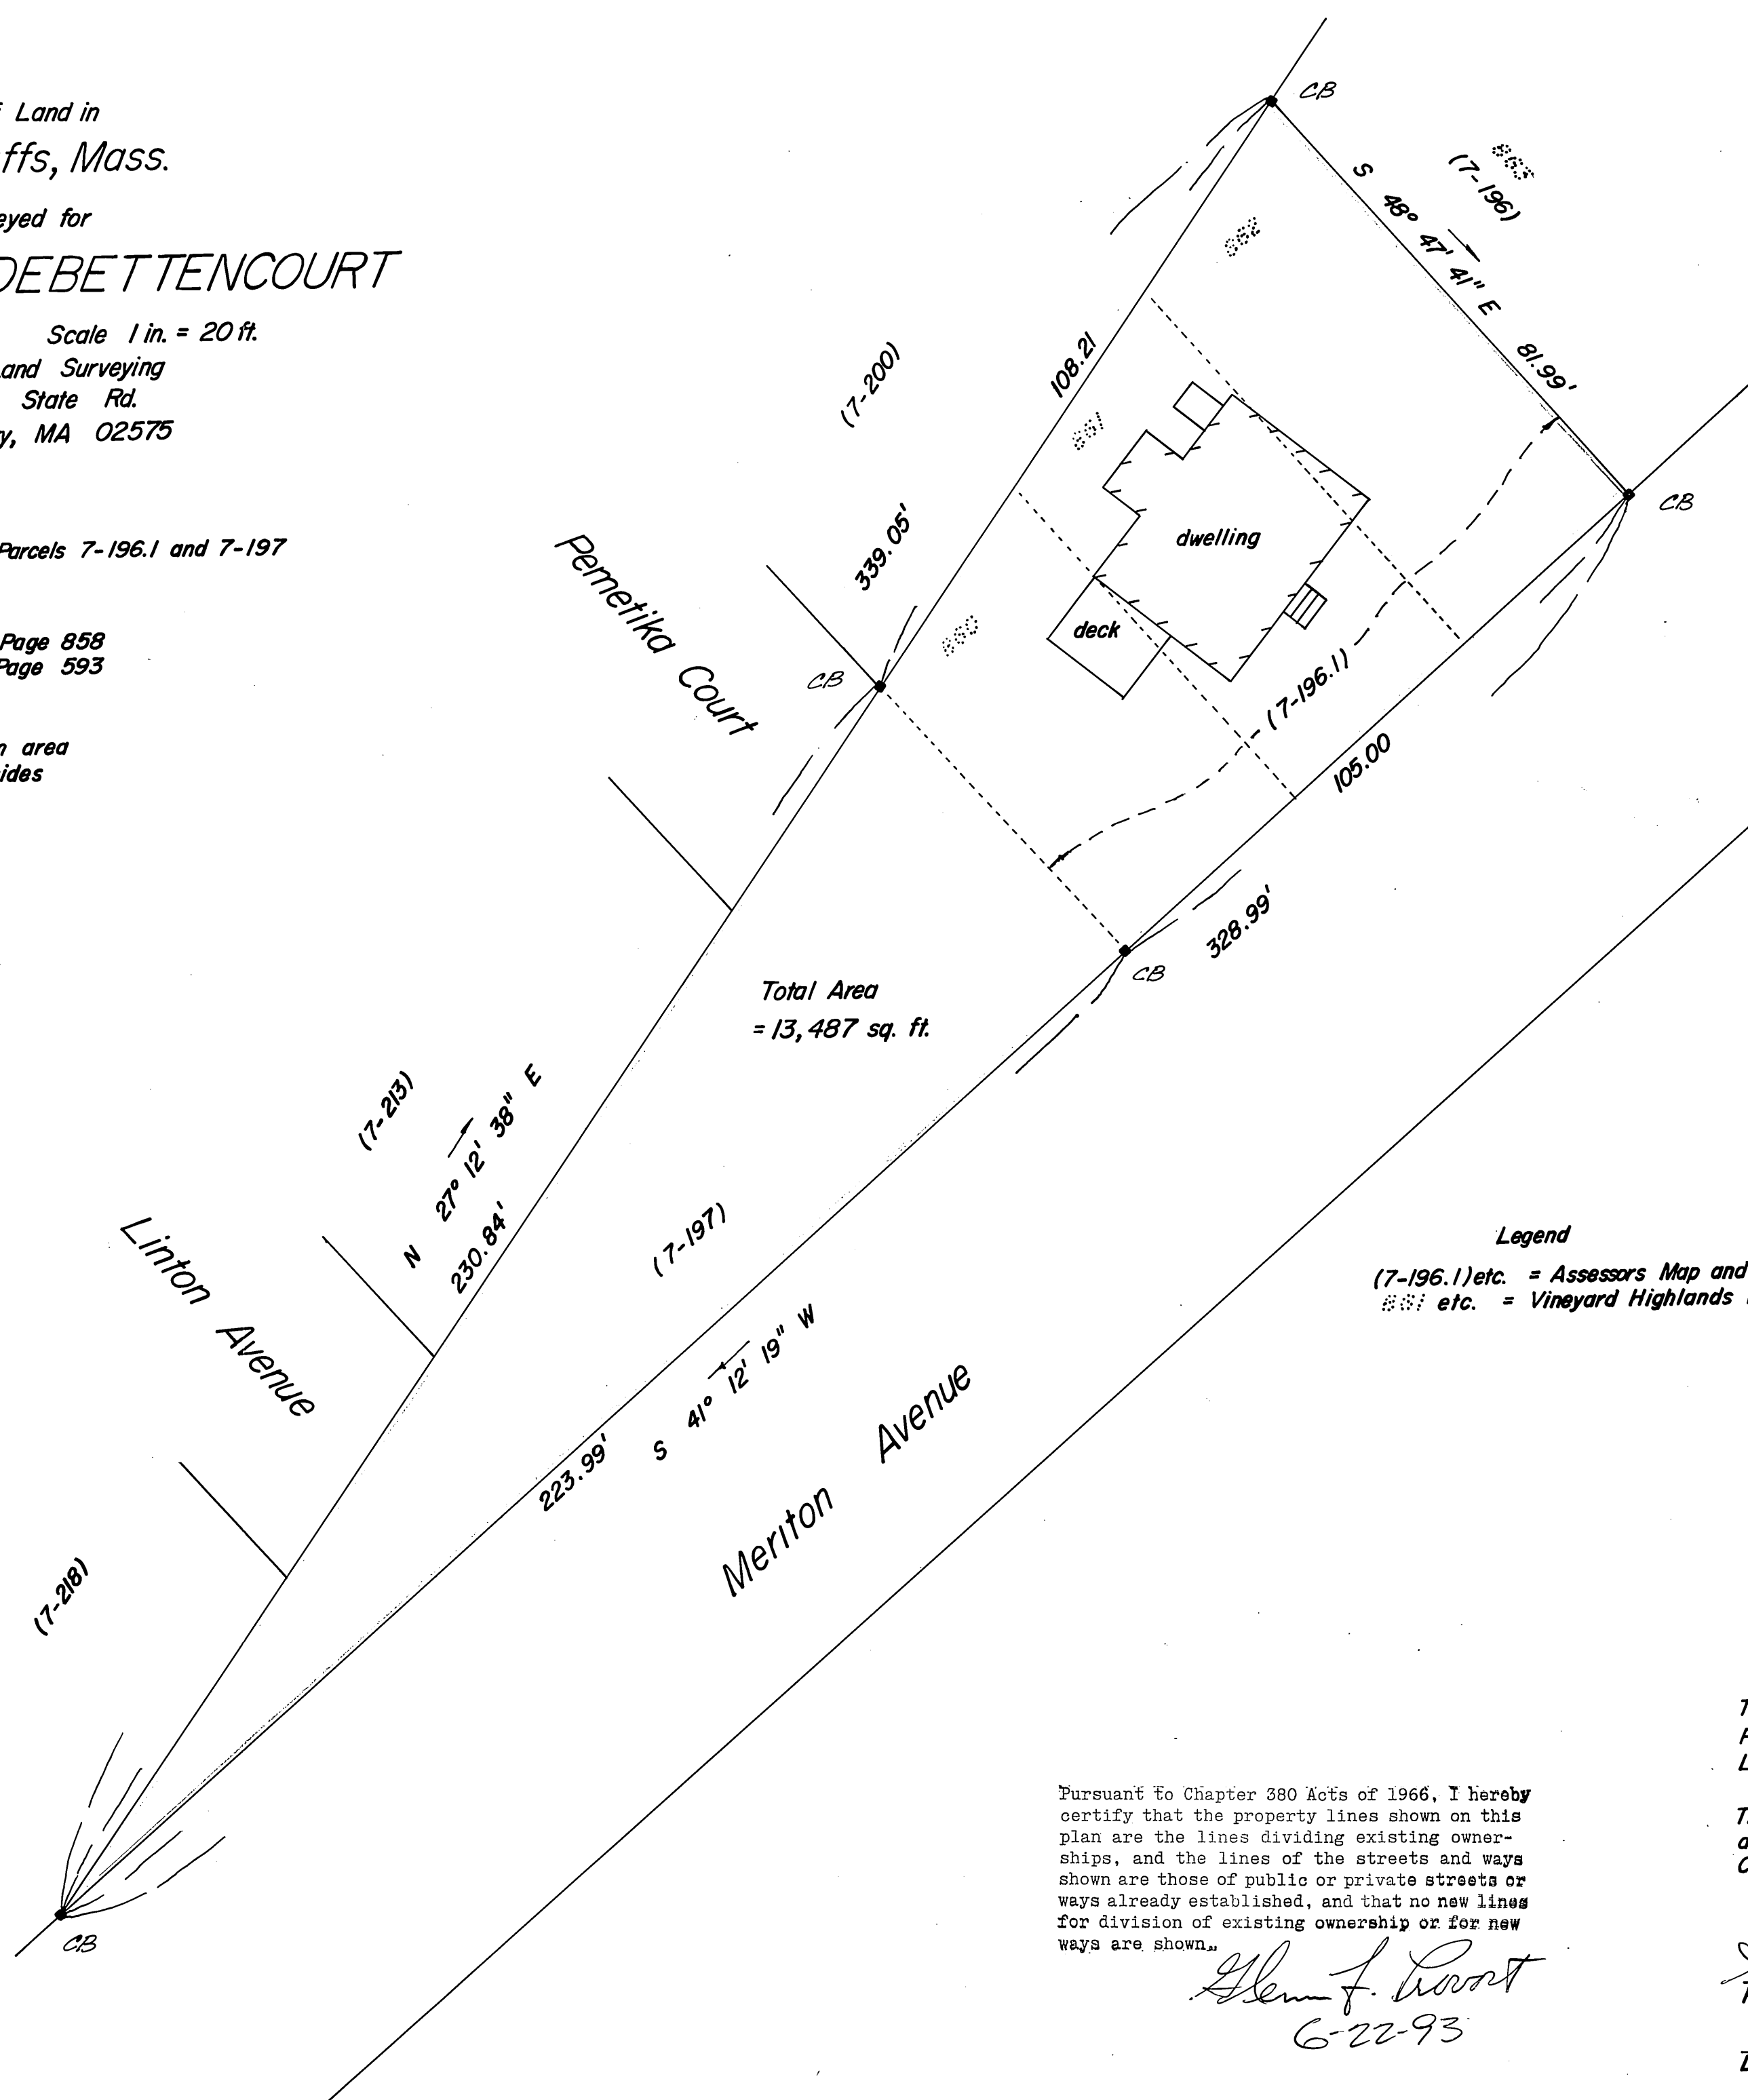 Land in
ffs, Mass.
eyed for
DEBETTENCOURT
Scale 1 in. = 20 ft.
and Surveying
State Rd.
y, MA 02575
Parcels 7-196.1 and 7-197
Page 858
Page 593
n area
ides
CB
865
(7-196)
S 48° 47' 41" E 81.99'
882
108.21
(7-200)
881
CB
339.05'
dwelling
Pemetika Court
880
deck
CB
(7-196.1)
105.00
328.99'
CB
Total Area
= 13,487 sq. ft.
(7-213)
N 27° 12' 38" E
230.84'
(7-197)
Linton Avenue
Legend
(7-196.1) etc. = Assessors Map and
881 etc. = Vineyard Highlands
S 41° 12' 19" W
223.99'
Meriton Avenue
(7-218)
CB
Pursuant to Chapter 380 Acts of 1966, I hereby
certify that the property lines shown on this
plan are the lines dividing existing owner-
ships, and the lines of the streets and ways
shown are those of public or private streets or
ways already established, and that no new lines
for division of existing ownership or for new
ways are shown.
Glenn F. Provost
6-22-93